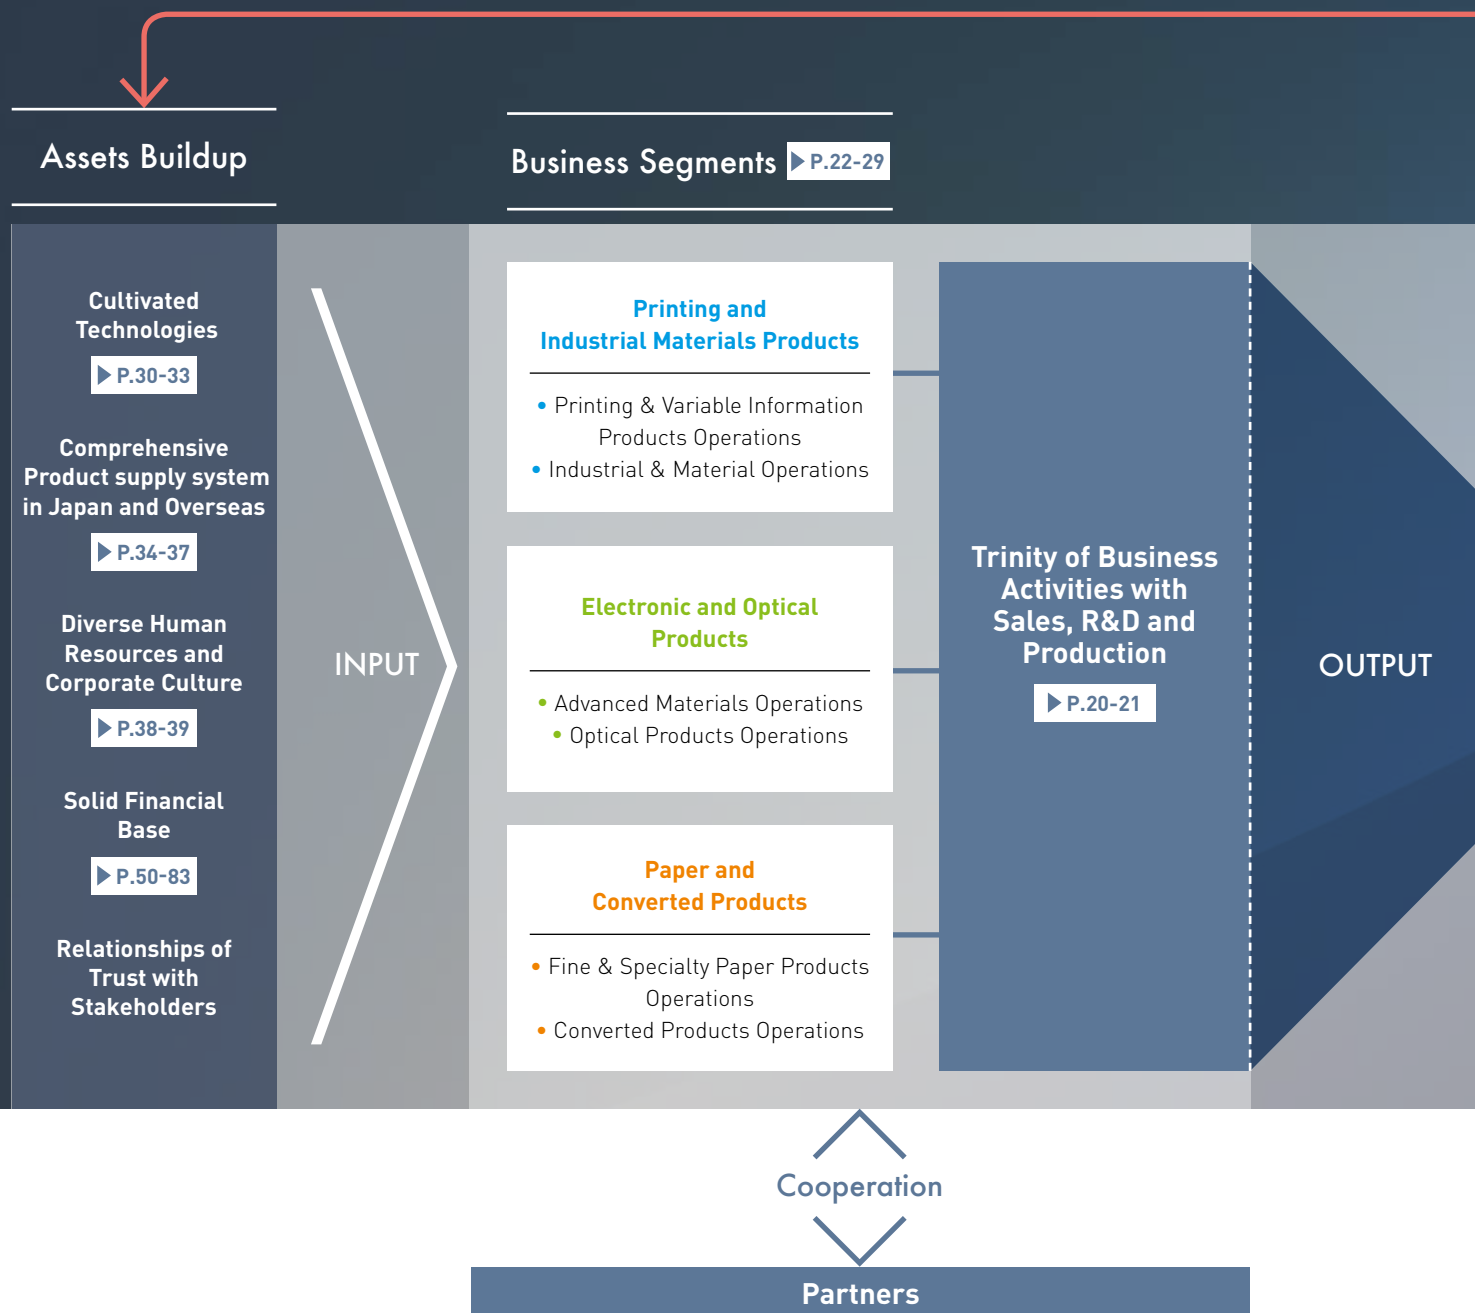 Assets Buildup
Cultivated
Technologies
P.30-33
Comprehensive
Product supply system
in Japan and Overseas
P.34-37
Diverse Human
Resources and
Corporate Culture
P.38-39
Solid Financial
Base
P.50-83
Relationships of
Trust with
Stakeholders
INPUT
Business Segments P.22-29
Printing and
Industrial Materials Products
• Printing & Variable Information
Products Operations
• Industrial & Material Operations
Electronic and Optical
Products
• Advanced Materials Operations
• Optical Products Operations
Paper and
Converted Products
• Fine & Specialty Paper Products
Operations
• Converted Products Operations
Trinity of Business
Activities with
Sales, R&D and
Production
P.20-21
OUTPUT
Cooperation
Partners